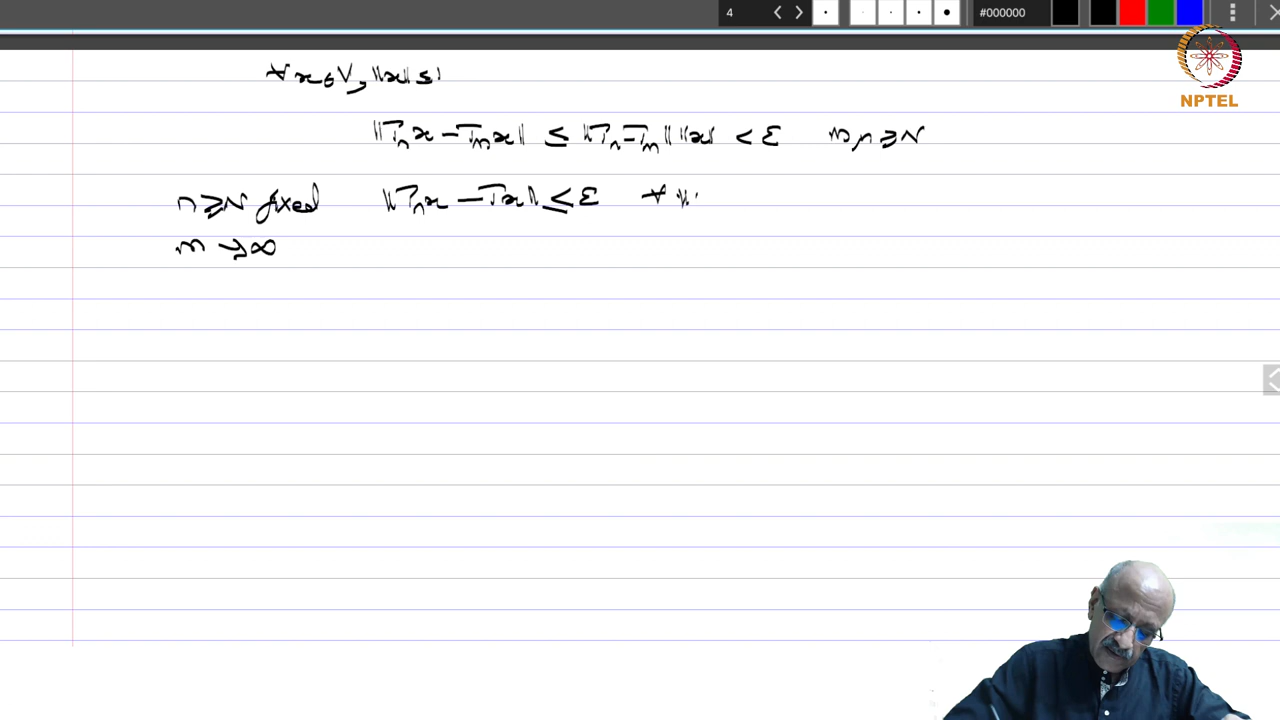 4 #000000
NPTEL
∀ x ∈ V, ||x|| ≤ 1
||Tₙx − Tₘx|| ≤ ||Tₙ − Tₘ|| ||x|| < ε m,n ≥ N
n ≥ N fixed ||Tₙx − Tx|| ≤ ε ∀ ||
m → ∞